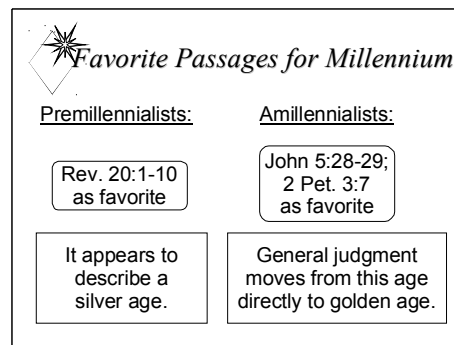 Favorite Passages for Millennium
Premillennialists:
Rev. 20:1-10
as favorite
It appears to
describe a
silver age.
Amillennialists:
John 5:28-29;
2 Pet. 3:7
as favorite
General judgment
moves from this age
directly to golden age.